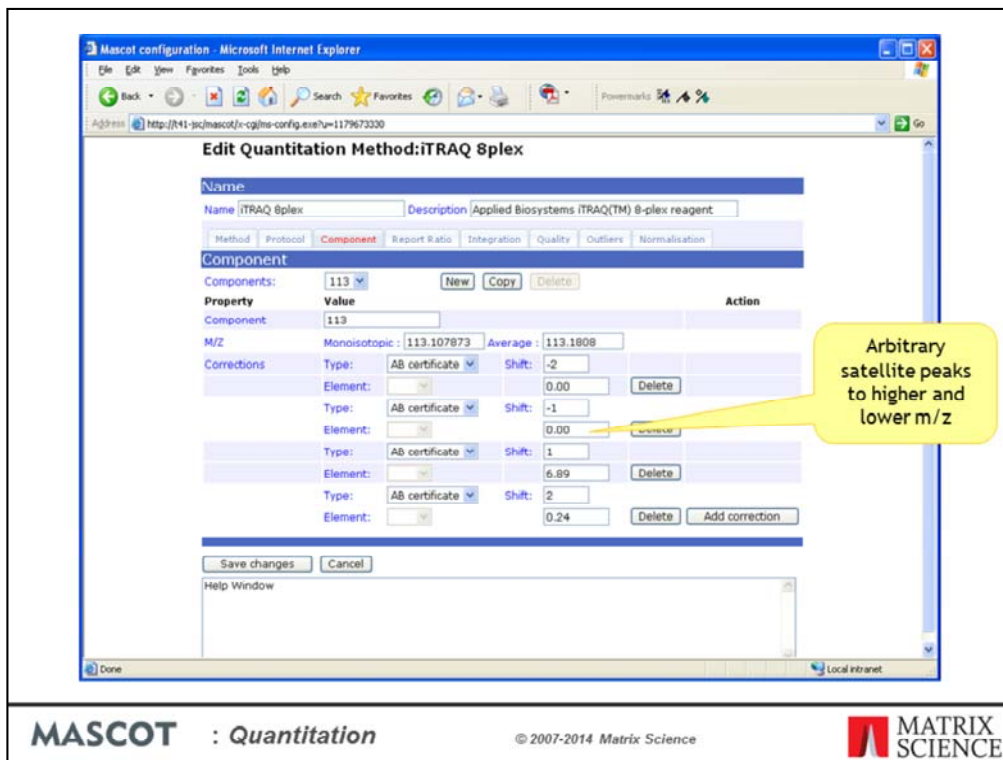 Mascot configuration - Microsoft Internet Explorer
File Edit View Favorites Tools Help
Back Search Favorites Powermarks
Address http://t41-jsc/mascot/x-cgi/ms-config.exe?u=1179673330 Go
Edit Quantitation Method:iTRAQ 8plex
Name
Name iTRAQ 8plex Description Applied Biosystems iTRAQ(TM) 8-plex reagent
Method Protocol Component Report Ratio Integration Quality Outliers Normalisation
Component
Components: 113 New Copy Delete
Property Value Action
Component 113
M/Z Monoisotopic : 113.107873 Average : 113.1808
Corrections Type: AB certificate Shift: -2
Element: 0.00 Delete
Type: AB certificate Shift: -1
Element: 0.00 Delete
Type: AB certificate Shift: 1
Element: 6.89 Delete
Type: AB certificate Shift: 2
Element: 0.24 Delete Add correction
Arbitrary
satellite peaks
to higher and
lower m/z
Save changes Cancel
Help Window
Done Local intranet
MASCOT : Quantitation © 2007-2014 Matrix Science
MATRIX
SCIENCE